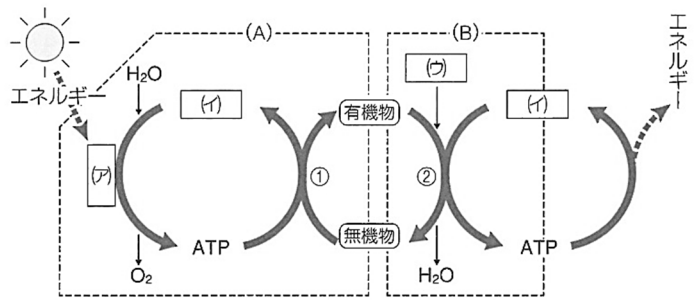 (A)
(B)
エネルギー
H₂O
(ア)
(イ)
ATP
O₂
①
有機物
無機物
(ウ)
②
H₂O
(イ)
ATP
エネルギー